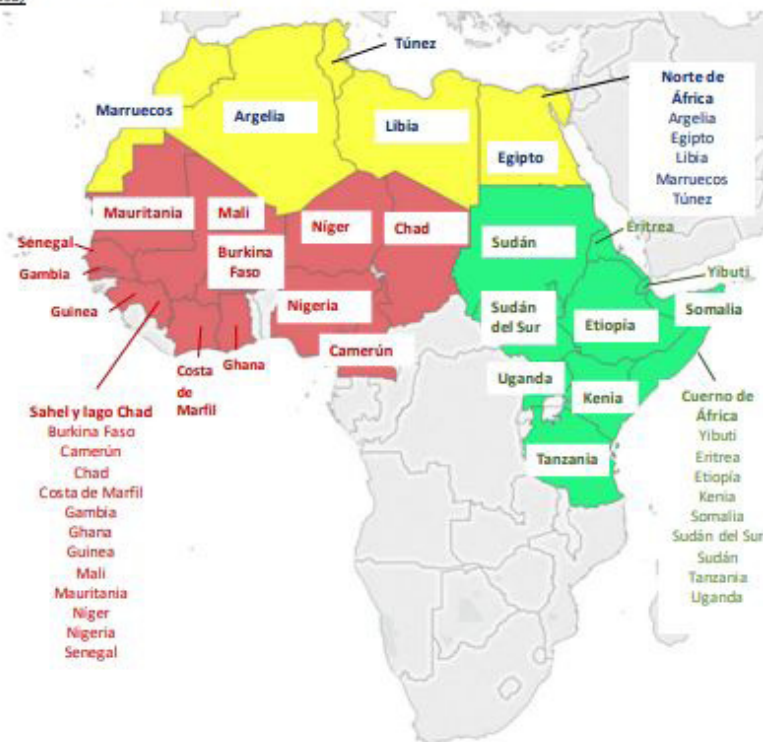 Túnez
Marruecos
Argelia
Libia
Egipto
Norte de
África
Argelia
Egipto
Libia
Marruecos
Túnez
Mauritania
Mali
Níger
Chad
Sudán
Eritrea
Senegal
Burkina
Faso
Gambia
Yibuti
Guinea
Nigeria
Sudán
del Sur
Etiopía
Somalia
Costa
de
Marfil
Ghana
Camerún
Uganda
Kenia
Tanzania
Sahel y lago Chad
Burkina Faso
Camerún
Chad
Costa de Marfil
Gambia
Ghana
Guinea
Mali
Mauritania
Níger
Nigeria
Senegal
Cuerno de
África
Yibuti
Eritrea
Etiopía
Kenia
Somalia
Sudán del Sur
Sudán
Tanzania
Uganda